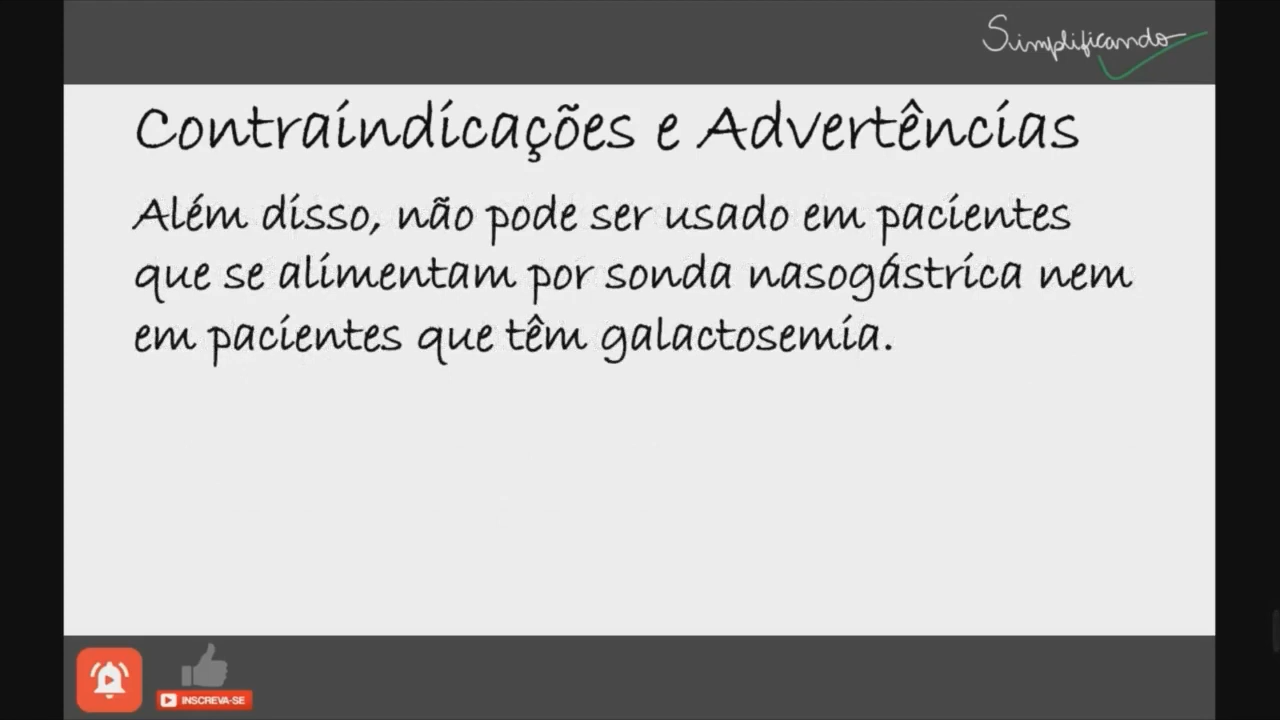 Simplificando
Contraindicações e Advertências
Além disso, não pode ser usado em pacientes
que se alimentam por sonda nasogástrica nem
em pacientes que têm galactosemia.
INSCREVA-SE